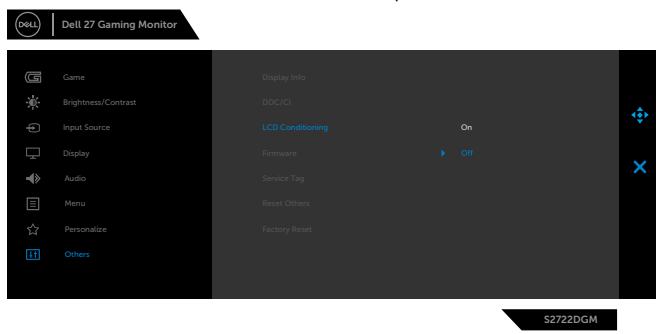 DELL
Dell 27 Gaming Monitor
Game
Display Info
Brightness/Contrast
DDC/CI
Input Source
LCD Conditioning
On
Display
Firmware
Off
Audio
Service Tag
Menu
Reset Others
Personalize
Factory Reset
Others
S2722DGM